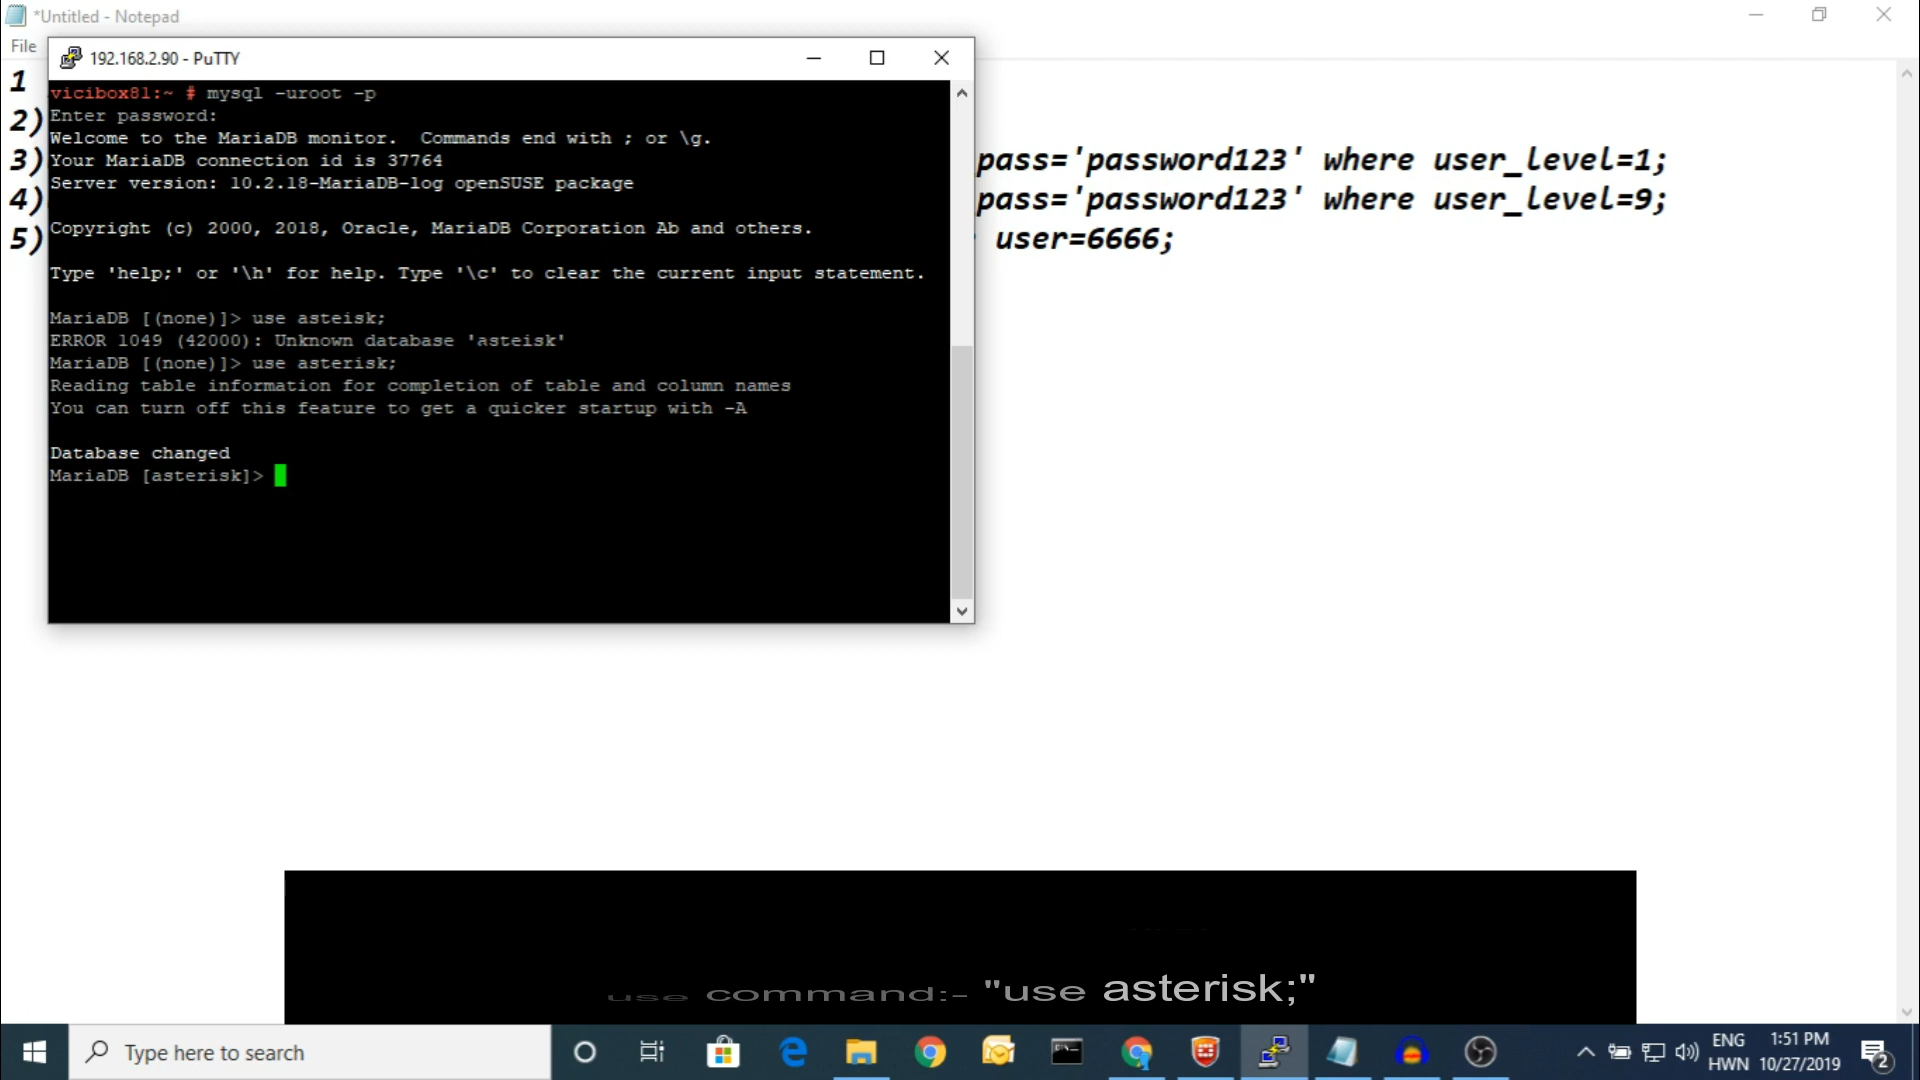 *Untitled - Notepad
File
192.168.2.90 - PuTTY
1
2)
3)
4)
5)
vicibox81:~ # mysql -uroot -p
Enter password:
Welcome to the MariaDB monitor.  Commands end with ; or \g.
Your MariaDB connection id is 37764
Server version: 10.2.18-MariaDB-log openSUSE package
Copyright (c) 2000, 2018, Oracle, MariaDB Corporation Ab and others.
Type 'help;' or '\h' for help. Type '\c' to clear the current input statement.
MariaDB [(none)]> use asteisk;
ERROR 1049 (42000): Unknown database 'asteisk'
MariaDB [(none)]> use asterisk;
Reading table information for completion of table and column names
You can turn off this feature to get a quicker startup with -A
Database changed
MariaDB [asterisk]>
pass='password123' where user_level=1;
pass='password123' where user_level=9;
user=6666;
use command:- "use asterisk;"
Type here to search
ENG
HWN
1:51 PM
10/27/2019
2